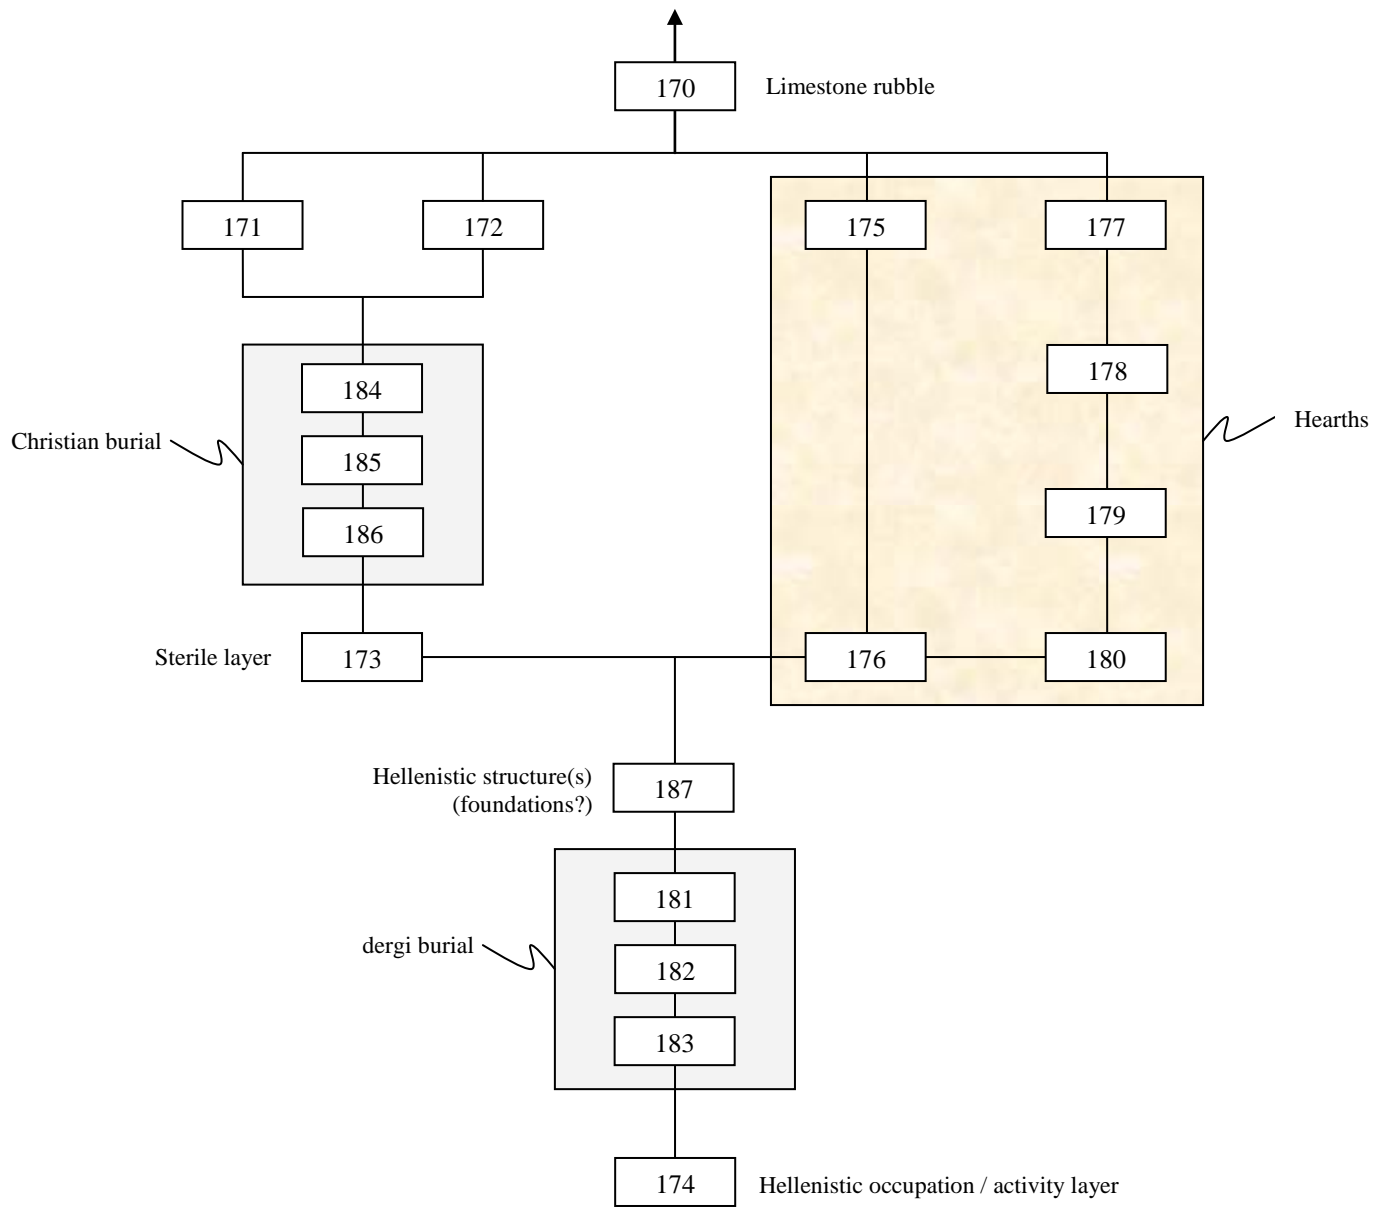 170
Limestone rubble
171
172
175
177
184
178
Christian burial
185
Hearths
186
179
Sterile layer
173
176
180
Hellenistic structure(s)
(foundations?)
187
181
dergi burial
182
183
174
Hellenistic occupation / activity layer